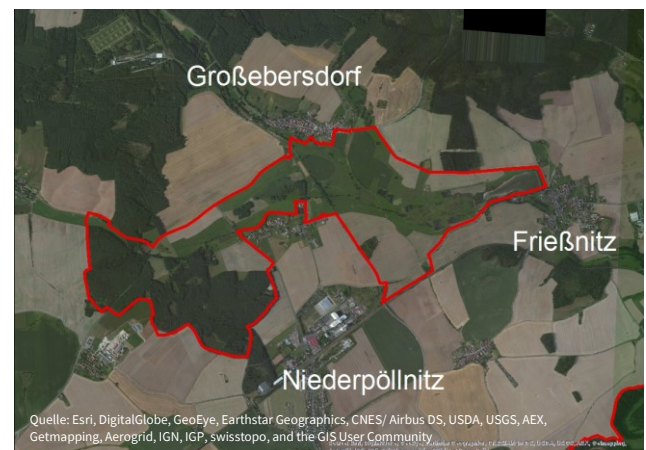 Großebersdorf
Frießnitz
Niederpöllnitz
Quelle: Esri, DigitalGlobe, GeoEye, Earthstar Geographics, CNES/ Airbus DS, USDA, USGS, AEX,
Getmapping, Aerogrid, IGN, IGP, swisstopo, and the GIS User Community